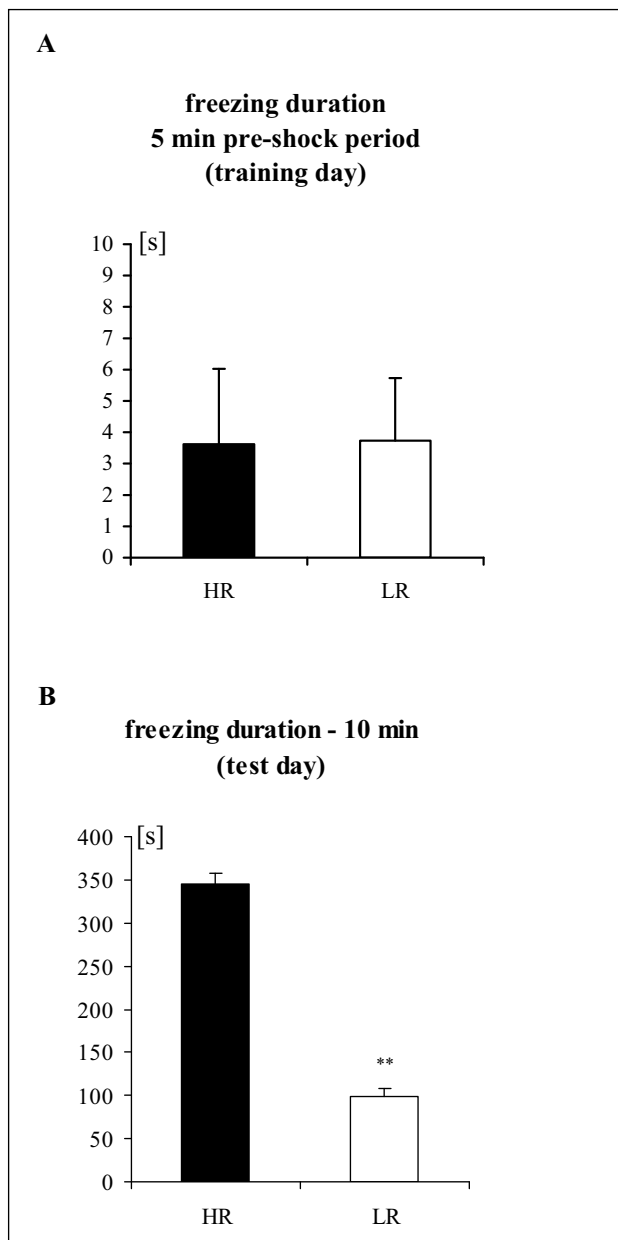 A
freezing duration
5 min pre-shock period
(training day)
[s]
10
9
8
7
6
5
4
3
2
1
0
HR LR
B
freezing duration - 10 min
(test day)
[s]
400
350
300
250
200
150
100
50
0
**
HR LR